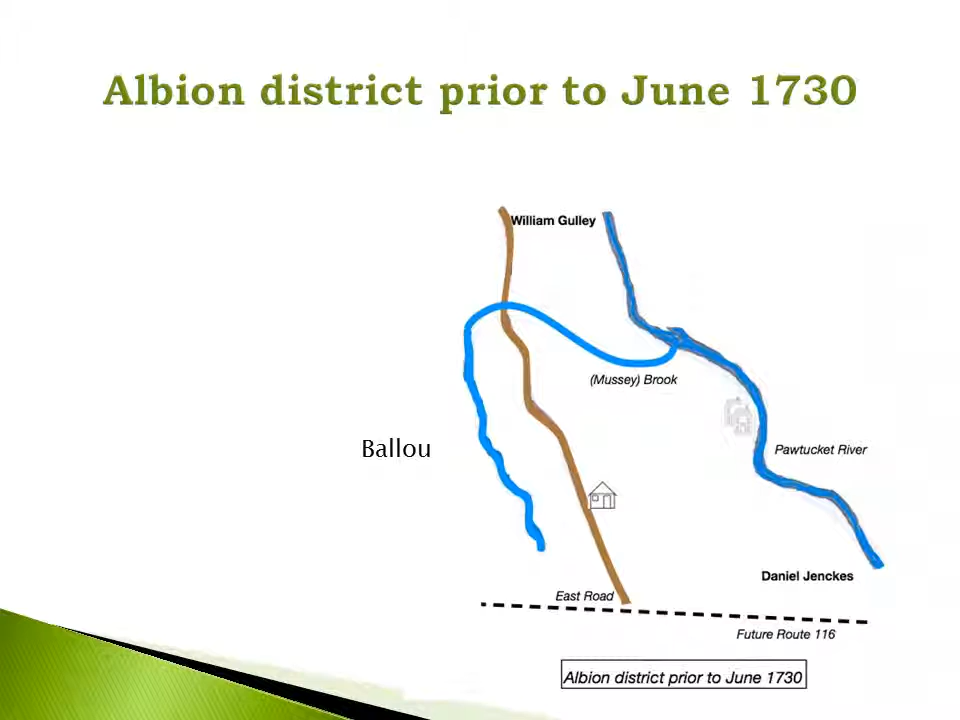 Albion district prior to June 1730
William Gulley
(Mussey) Brook
Ballou
Pawtucket River
Daniel Jenckes
East Road
Future Route 116
Albion district prior to June 1730